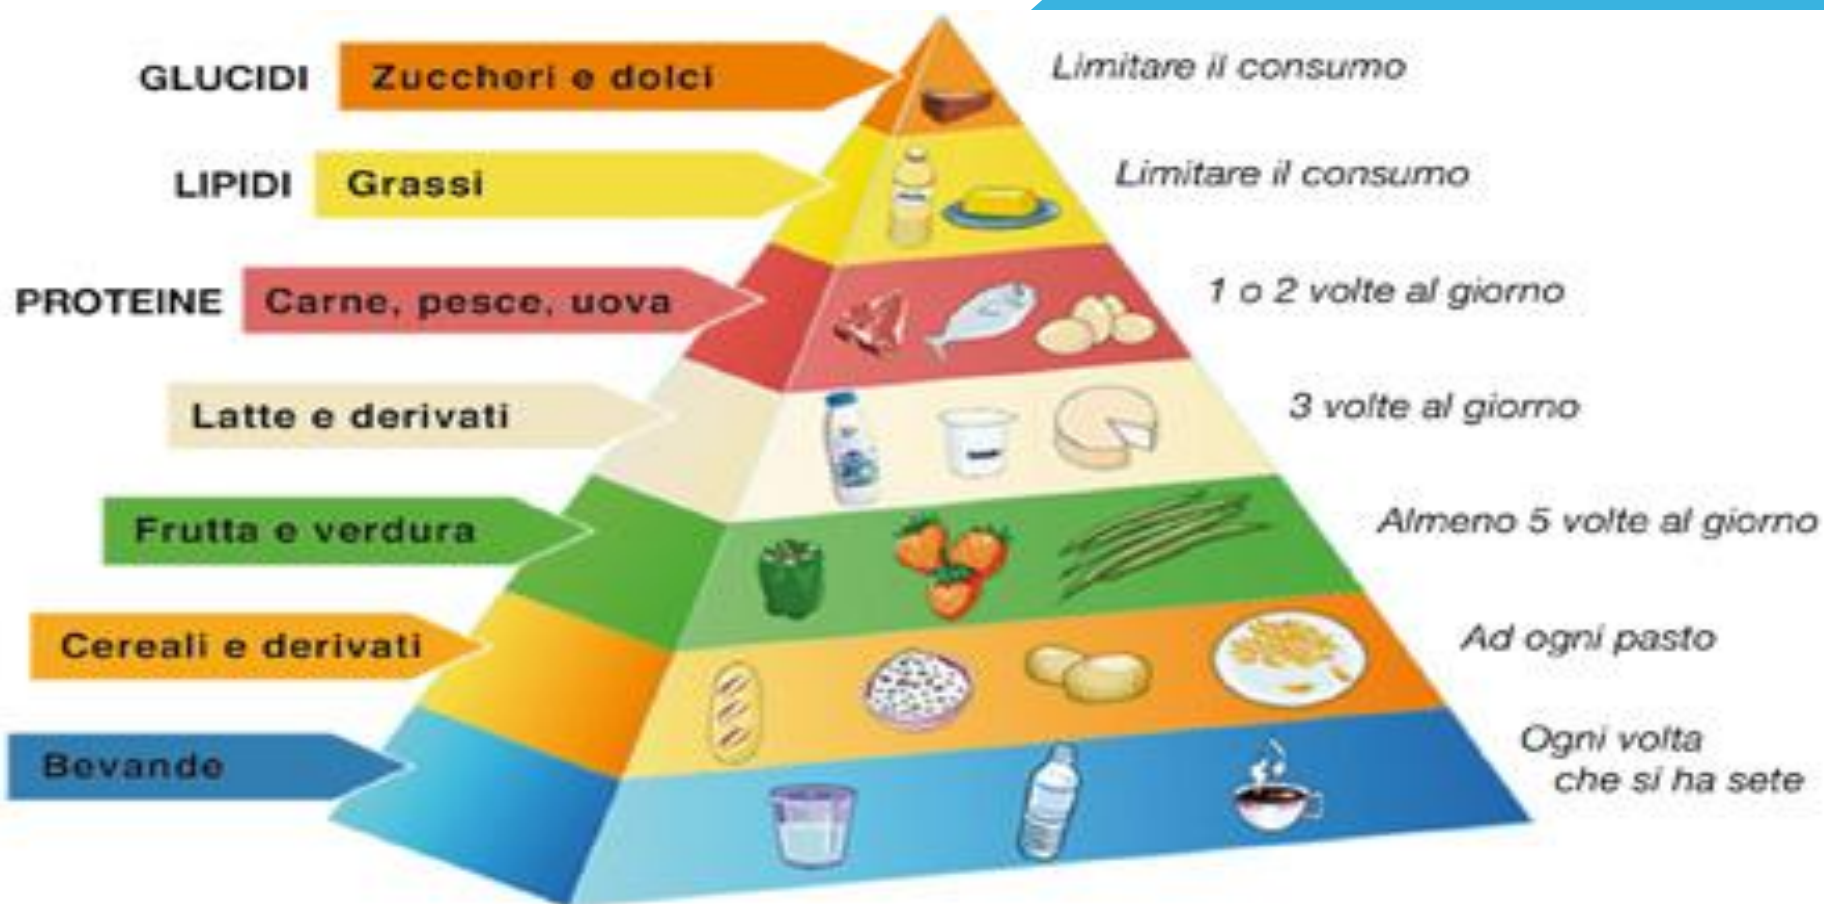 GLUCIDI Zuccheri e dolci Limitare il consumo
LIPIDI Grassi Limitare il consumo
PROTEINE Carne, pesce, uova 1 o 2 volte al giorno
Latte e derivati 3 volte al giorno
Frutta e verdura Almeno 5 volte al giorno
Cereali e derivati Ad ogni pasto
Bevande Ogni volta
che si ha sete